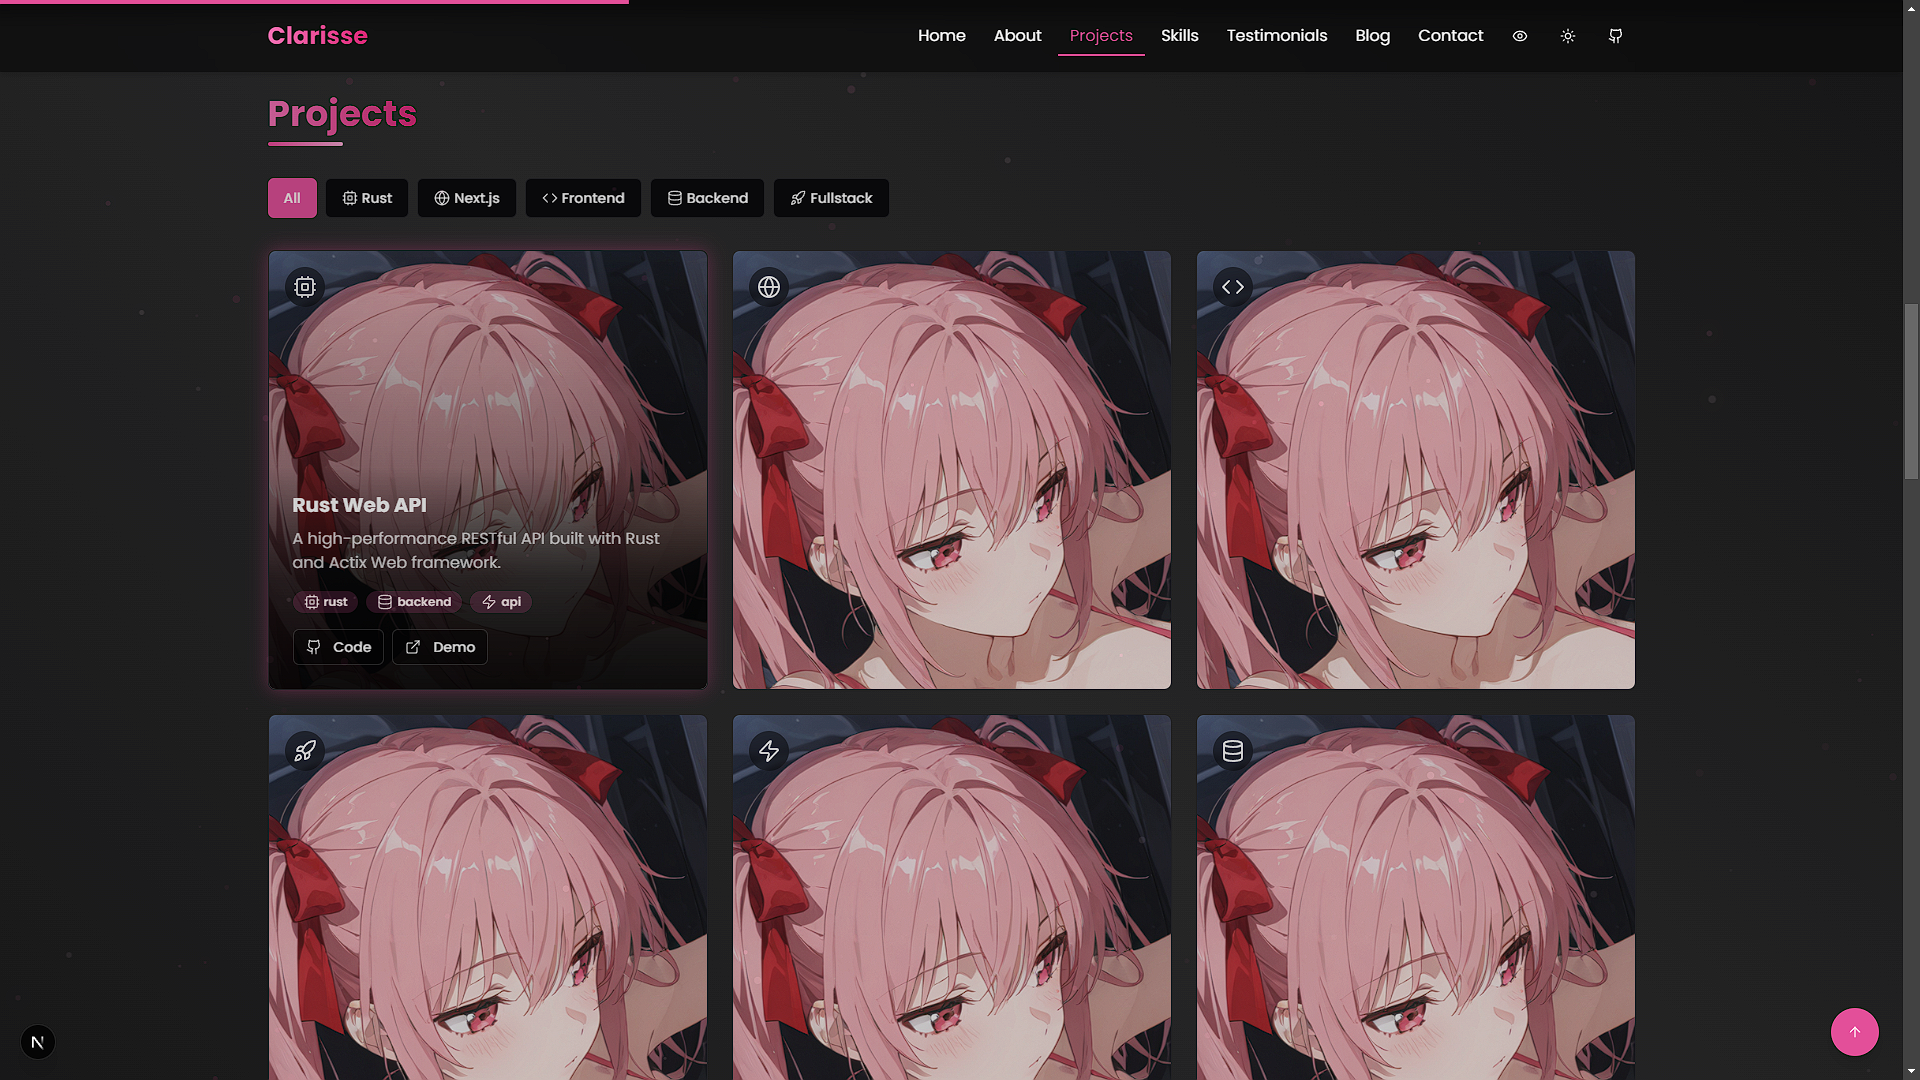 Clarisse
Home About Projects Skills Testimonials Blog Contact
Projects
All Rust Next.js Frontend Backend Fullstack
Rust Web API
A high-performance RESTful API built with Rust
and Actix Web framework.
rust backend api
Code Demo
N